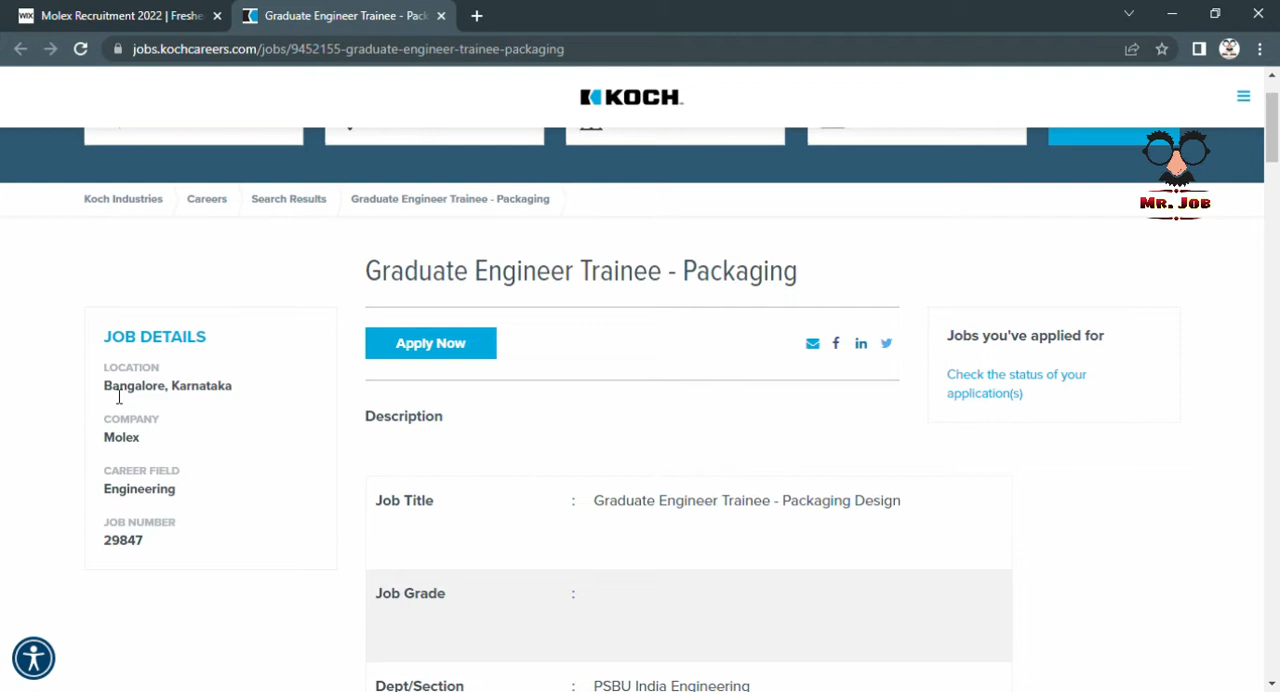 WIX Molex Recruitment 2022 | Freshe
Graduate Engineer Trainee - Pack
jobs.kochcareers.com/jobs/9452155-graduate-engineer-trainee-packaging
KOCH
MR. JOB
Koch Industries
Careers
Search Results
Graduate Engineer Trainee - Packaging
Graduate Engineer Trainee - Packaging
JOB DETAILS
LOCATION
Bangalore, Karnataka
COMPANY
Molex
CAREER FIELD
Engineering
JOB NUMBER
29847
Apply Now
Jobs you've applied for
Check the status of your
application(s)
Description
Job Title : Graduate Engineer Trainee - Packaging Design
Job Grade :
Dept/Section : PSBU India Engineering